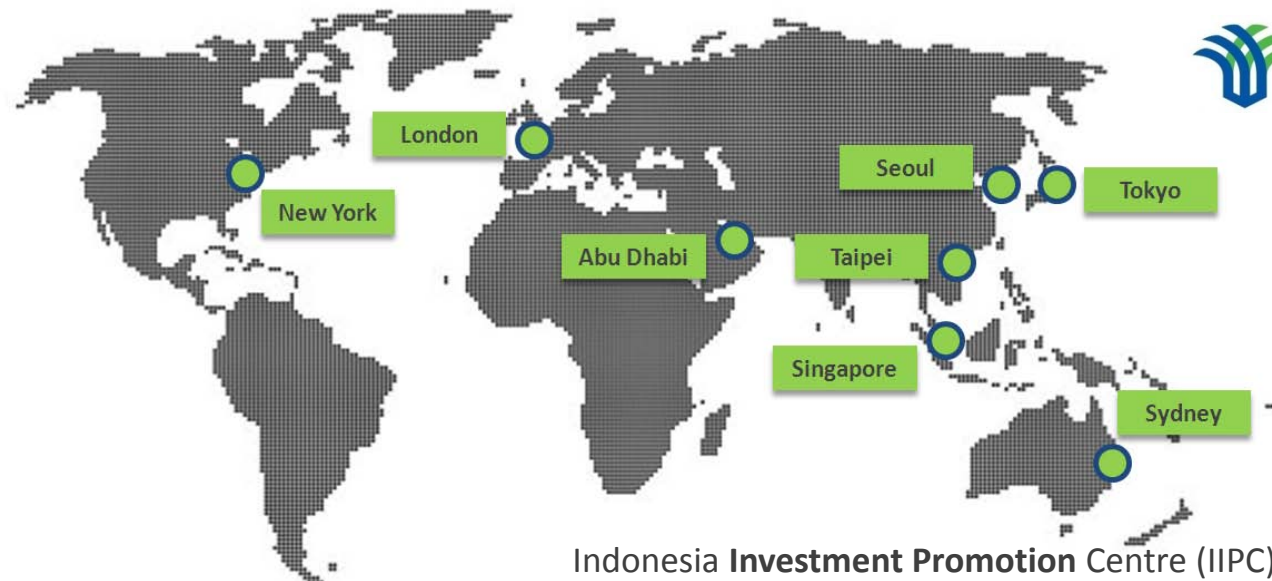 London
Seoul
Tokyo
New York
Abu Dhabi
Taipei
Singapore
Sydney
Indonesia Investment Promotion Centre (IIPC)